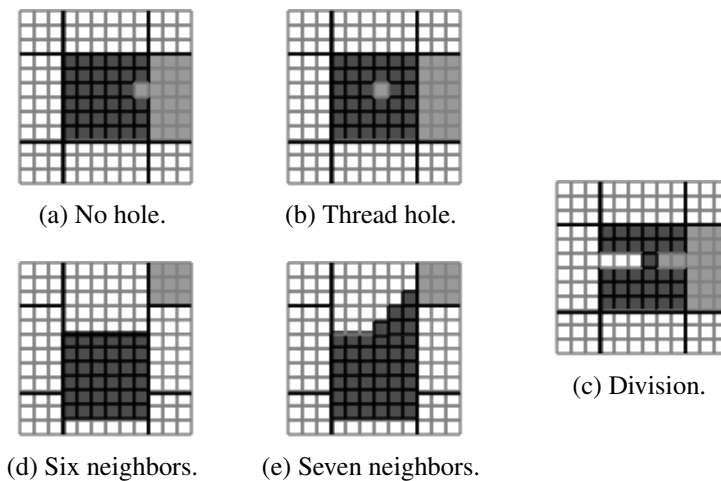 (a) No hole.
(b) Thread hole.
(c) Division.
(d) Six neighbors.
(e) Seven neighbors.